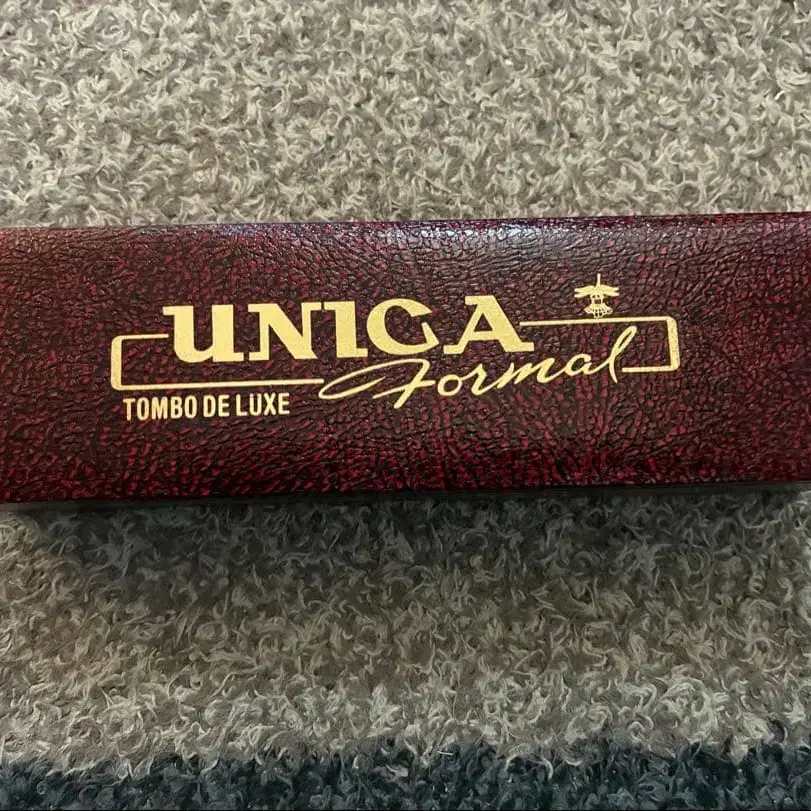 UNICA
Formal
TOMBO DE LUXE